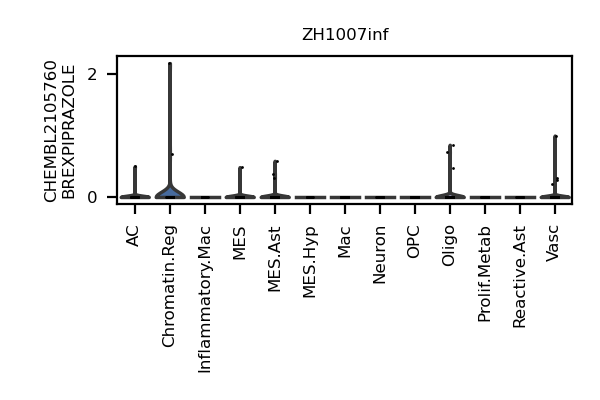 ZH1007inf
CHEMBL2105760
BREXPIPRAZOLE
2
0
AC
Chromatin.Reg
Inflammatory.Mac
MES
MES.Ast
MES.Hyp
Mac
Neuron
OPC
Oligo
Prolif.Metab
Reactive.Ast
Vasc